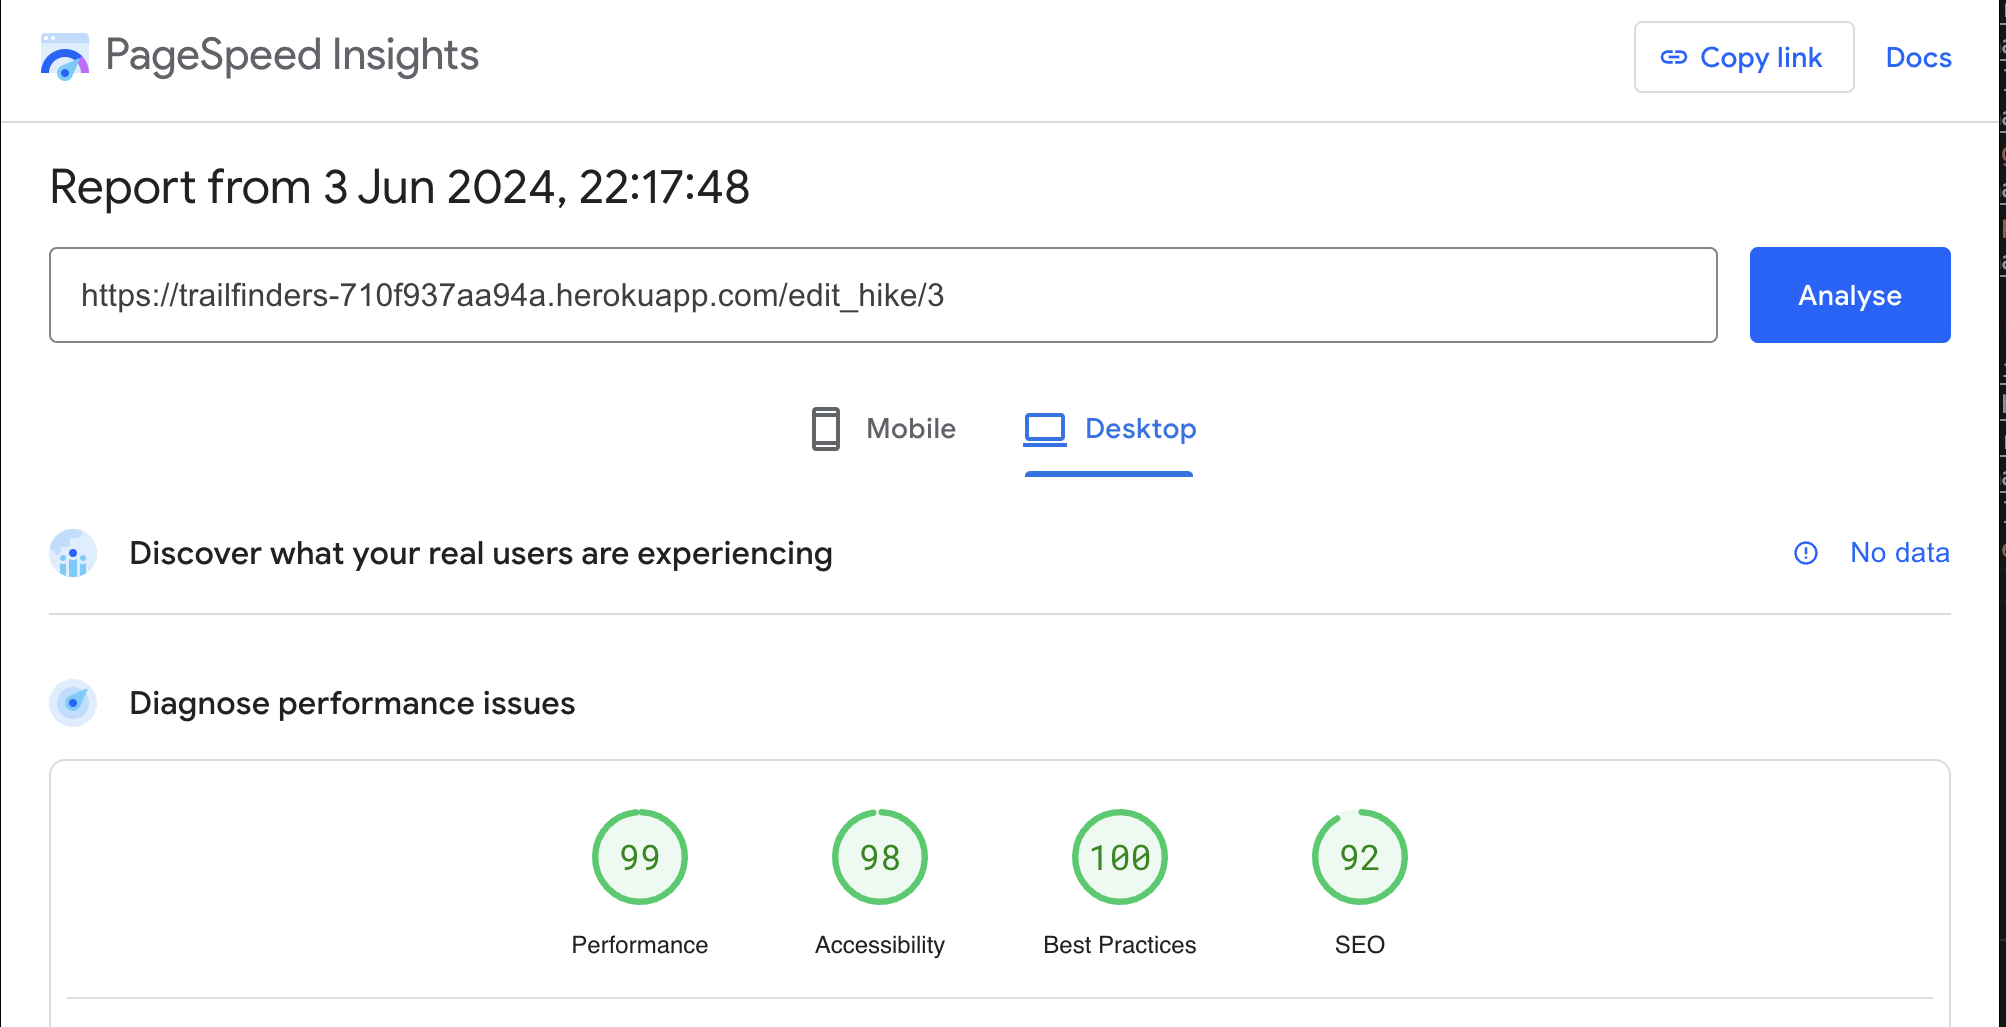 PageSpeed Insights
Copy link
Docs
Report from 3 Jun 2024, 22:17:48
https://trailfinders-710f937aa94a.herokuapp.com/edit_hike/3
Analyse
Mobile
Desktop
Discover what your real users are experiencing
No data
Diagnose performance issues
99
98
100
92
Performance
Accessibility
Best Practices
SEO